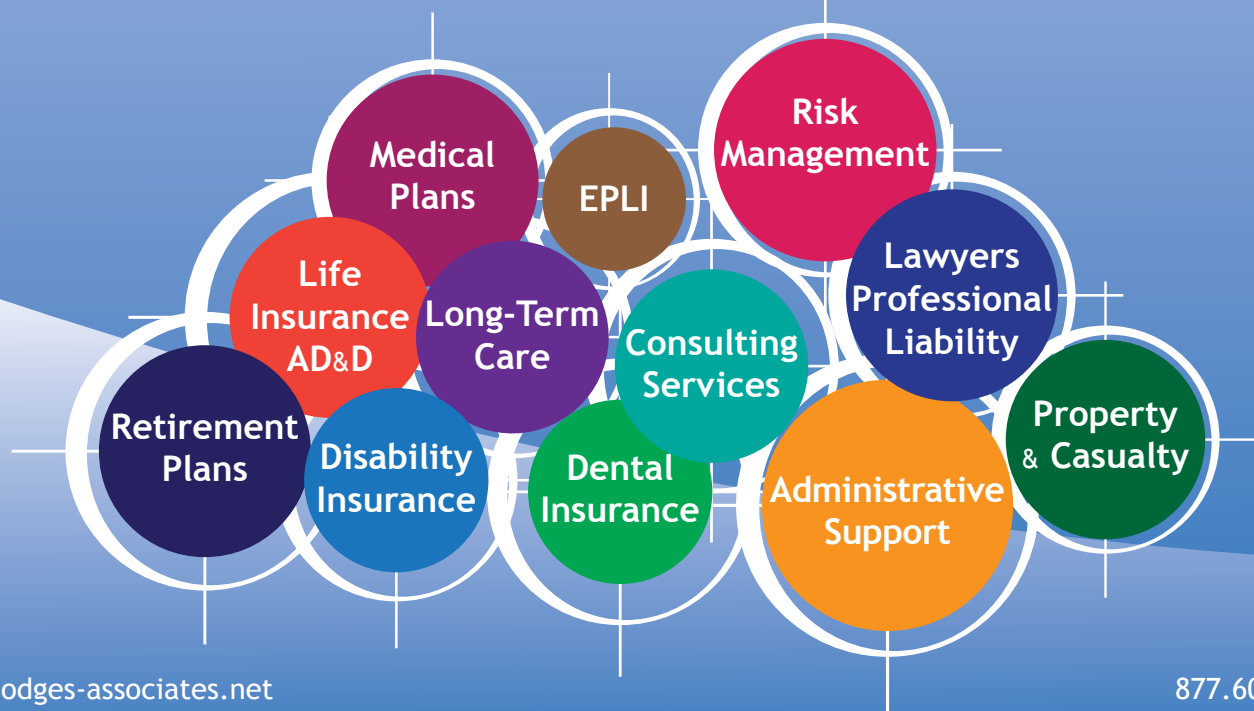 Medical
Plans
EPLI
Risk
Management
Life
Insurance
AD&D
Long-Term
Care
Consulting
Services
Lawyers
Professional
Liability
Retirement
Plans
Disability
Insurance
Dental
Insurance
Administrative
Support
Property
& Casualty
odges-associates.net
877.60